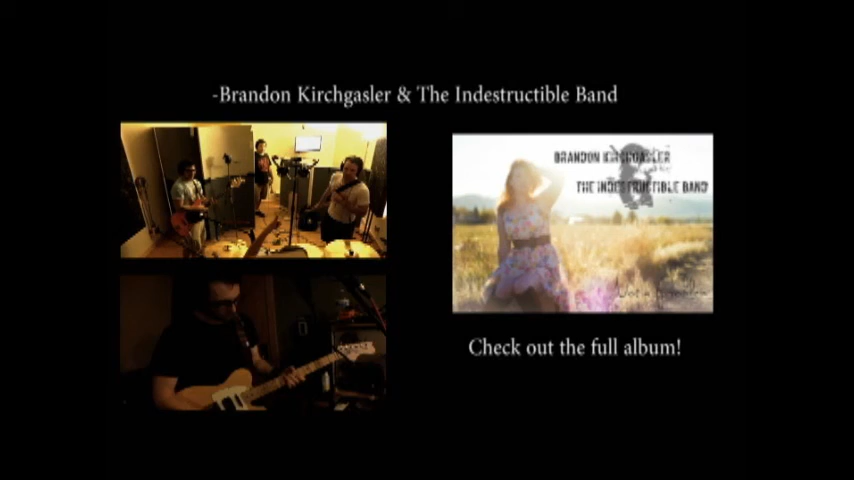 -Brandon Kirchgasler & The Indestructible Band
BRANDON KIRCHGASLER
THE INDESTRUCTIBLE BAND
Check out the full album!